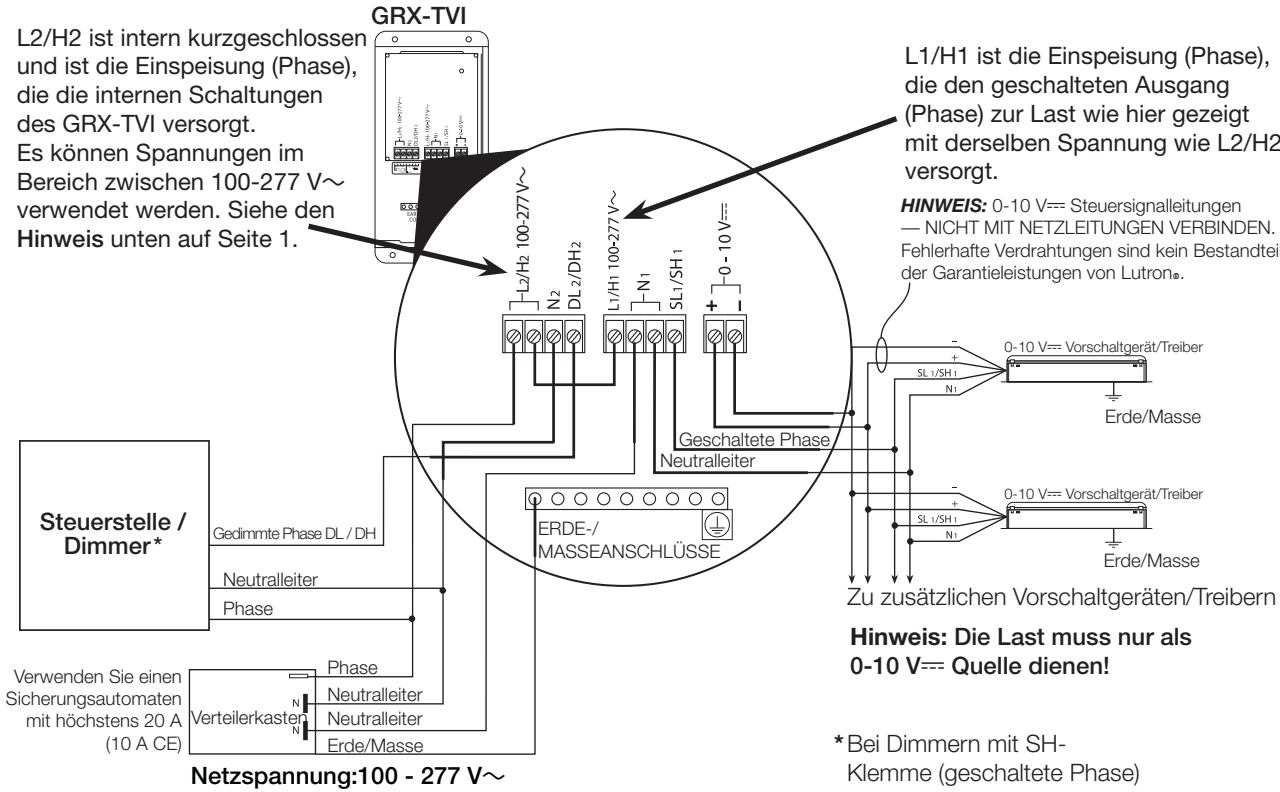 GRX-TVI
L2/H2 ist intern kurzgeschlossen
und ist die Einspeisung (Phase),
die die internen Schaltungen
des GRX-TVI versorgt.
Es können Spannungen im
Bereich zwischen 100-277 V~
verwendet werden. Siehe den
Hinweis unten auf Seite 1.
L1/H1 ist die Einspeisung (Phase),
die den geschalteten Ausgang
(Phase) zur Last wie hier gezeigt
mit derselben Spannung wie L2/H2
versorgt.
HINWEIS: 0-10 V⎓ Steuersignalleitungen
— NICHT MIT NETZLEITUNGEN VERBINDEN.
Fehlerhafte Verdrahtungen sind kein Bestandteil
der Garantieleistungen von Lutron®.
L2/H2 100-277 V~
N2
DL2/DH2
L1/H1 100-277 V~
N1
SL1/SH1
0 - 10 V⎓
+
-
-
+
SL 1/SH 1
N1
0-10 V⎓ Vorschaltgerät/Treiber
Erde/Masse
-
+
SL 1/SH 1
N1
0-10 V⎓ Vorschaltgerät/Treiber
Erde/Masse
Geschaltete Phase
Neutralleiter
ERDE-/
MASSEANSCHLÜSSE
Steuerstelle /
Dimmer*
Gedimmte Phase DL / DH
Neutralleiter
Phase
Zu zusätzlichen Vorschaltgeräten/Treibern
Hinweis: Die Last muss nur als
0-10 V⎓ Quelle dienen!
Verwenden Sie einen
Sicherungsautomaten
mit höchstens 20 A
(10 A CE)
Verteilerkasten
N
N
Phase
Neutralleiter
Neutralleiter
Erde/Masse
Netzspannung:100 - 277 V~
*Bei Dimmern mit SH-
Klemme (geschaltete Phase)